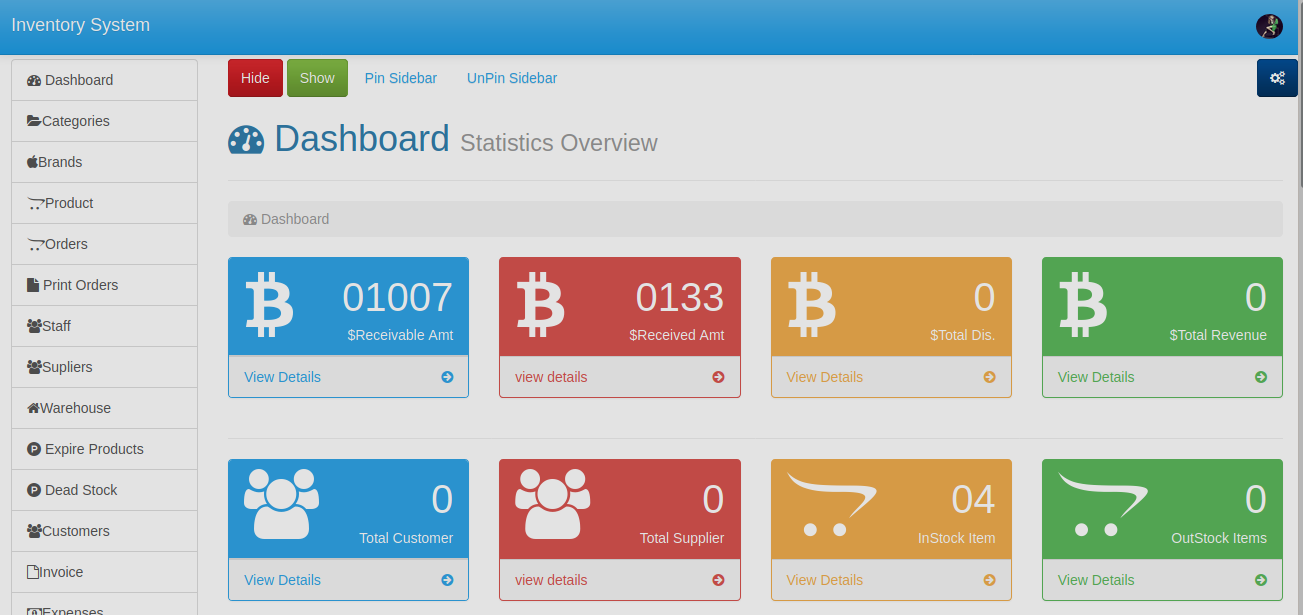 Inventory System
Dashboard
Categories
Brands
Product
Orders
Print Orders
Staff
Supliers
Warehouse
Expire Products
Dead Stock
Customers
Invoice
Expenses
Hide Show Pin Sidebar UnPin Sidebar
Dashboard Statistics Overview
Dashboard
01007
$Receivable Amt
View Details
0133
$Received Amt
view details
0
$Total Dis.
View Details
0
$Total Revenue
View Details
0
Total Customer
View Details
0
Total Supplier
view details
04
InStock Item
View Details
0
OutStock Items
View Details